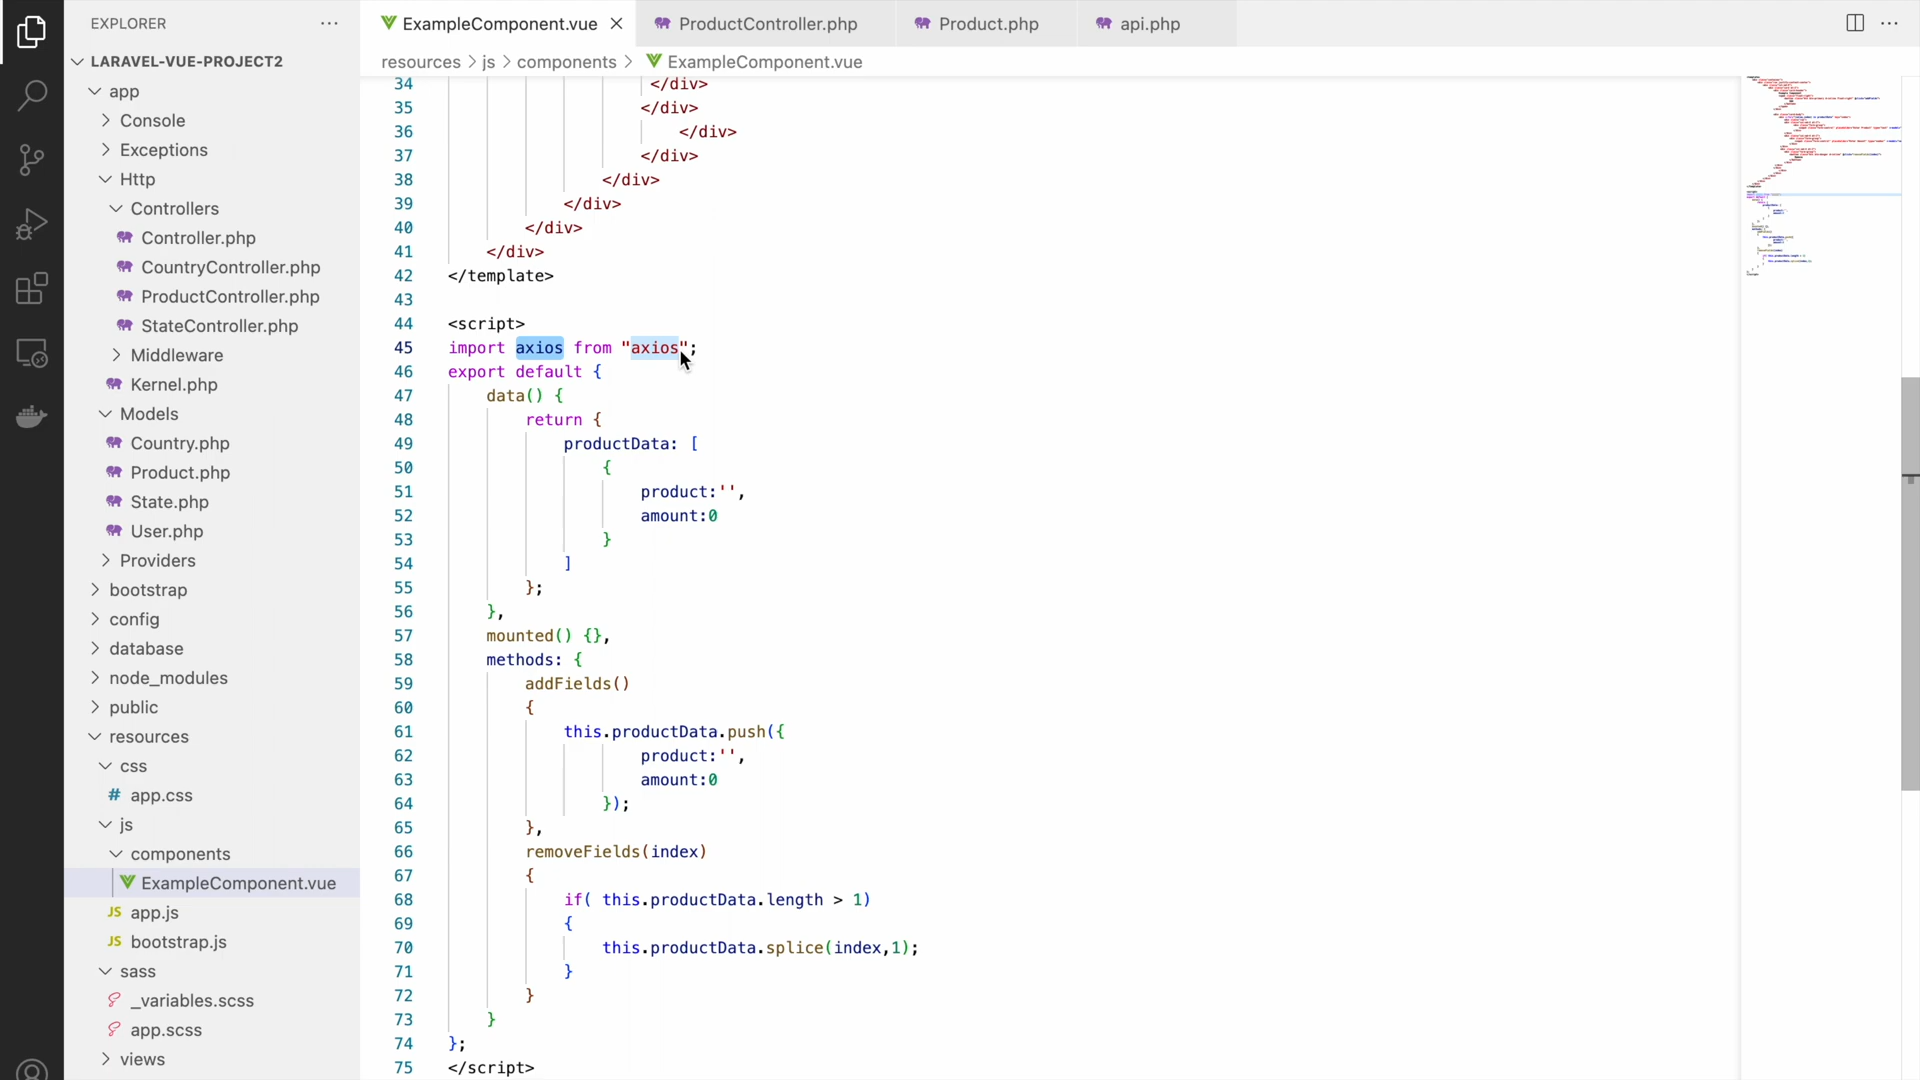 EXPLORER
LARAVEL-VUE-PROJECT2
app
Console
Exceptions
Http
Controllers
Controller.php
CountryController.php
ProductController.php
StateController.php
Middleware
Kernel.php
Models
Country.php
Product.php
State.php
User.php
Providers
bootstrap
config
database
node_modules
public
resources
css
# app.css
js
components
ExampleComponent.vue
JS app.js
JS bootstrap.js
sass
_variables.scss
app.scss
views
ExampleComponent.vue
ProductController.php
Product.php
api.php
resources > js > components > ExampleComponent.vue
34 </div>
35 </div>
36 </div>
37 </div>
38 </div>
39 </div>
40 </div>
41 </div>
42 </template>
43
44 <script>
45 import axios from "axios";
46 export default {
47 data() {
48 return {
49 productData: [
50 {
51 product:'',
52 amount:0
53 }
54 ]
55 };
56 },
57 mounted() {},
58 methods: {
59 addFields()
60 {
61 this.productData.push({
62 product:'',
63 amount:0
64 });
65 },
66 removeFields(index)
67 {
68 if( this.productData.length > 1)
69 {
70 this.productData.splice(index,1);
71 }
72 }
73 }
74 };
75 </script>